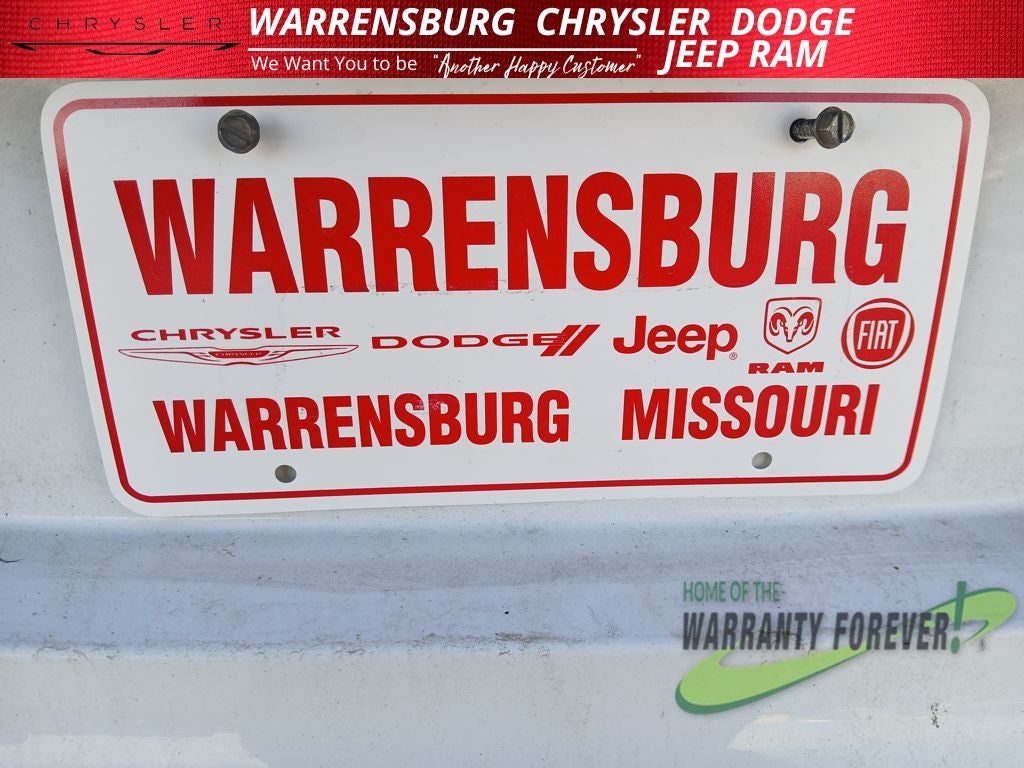 CHRYSLER
WARRENSBURG CHRYSLER DODGE
JEEP RAM
We Want You to be "Another Happy Customer"
WARRENSBURG
CHRYSLER
CHRYSLER
DODGE
Jeep®
RAM
FIAT
WARRENSBURG MISSOURI
HOME OF THE
WARRANTY FOREVER!®